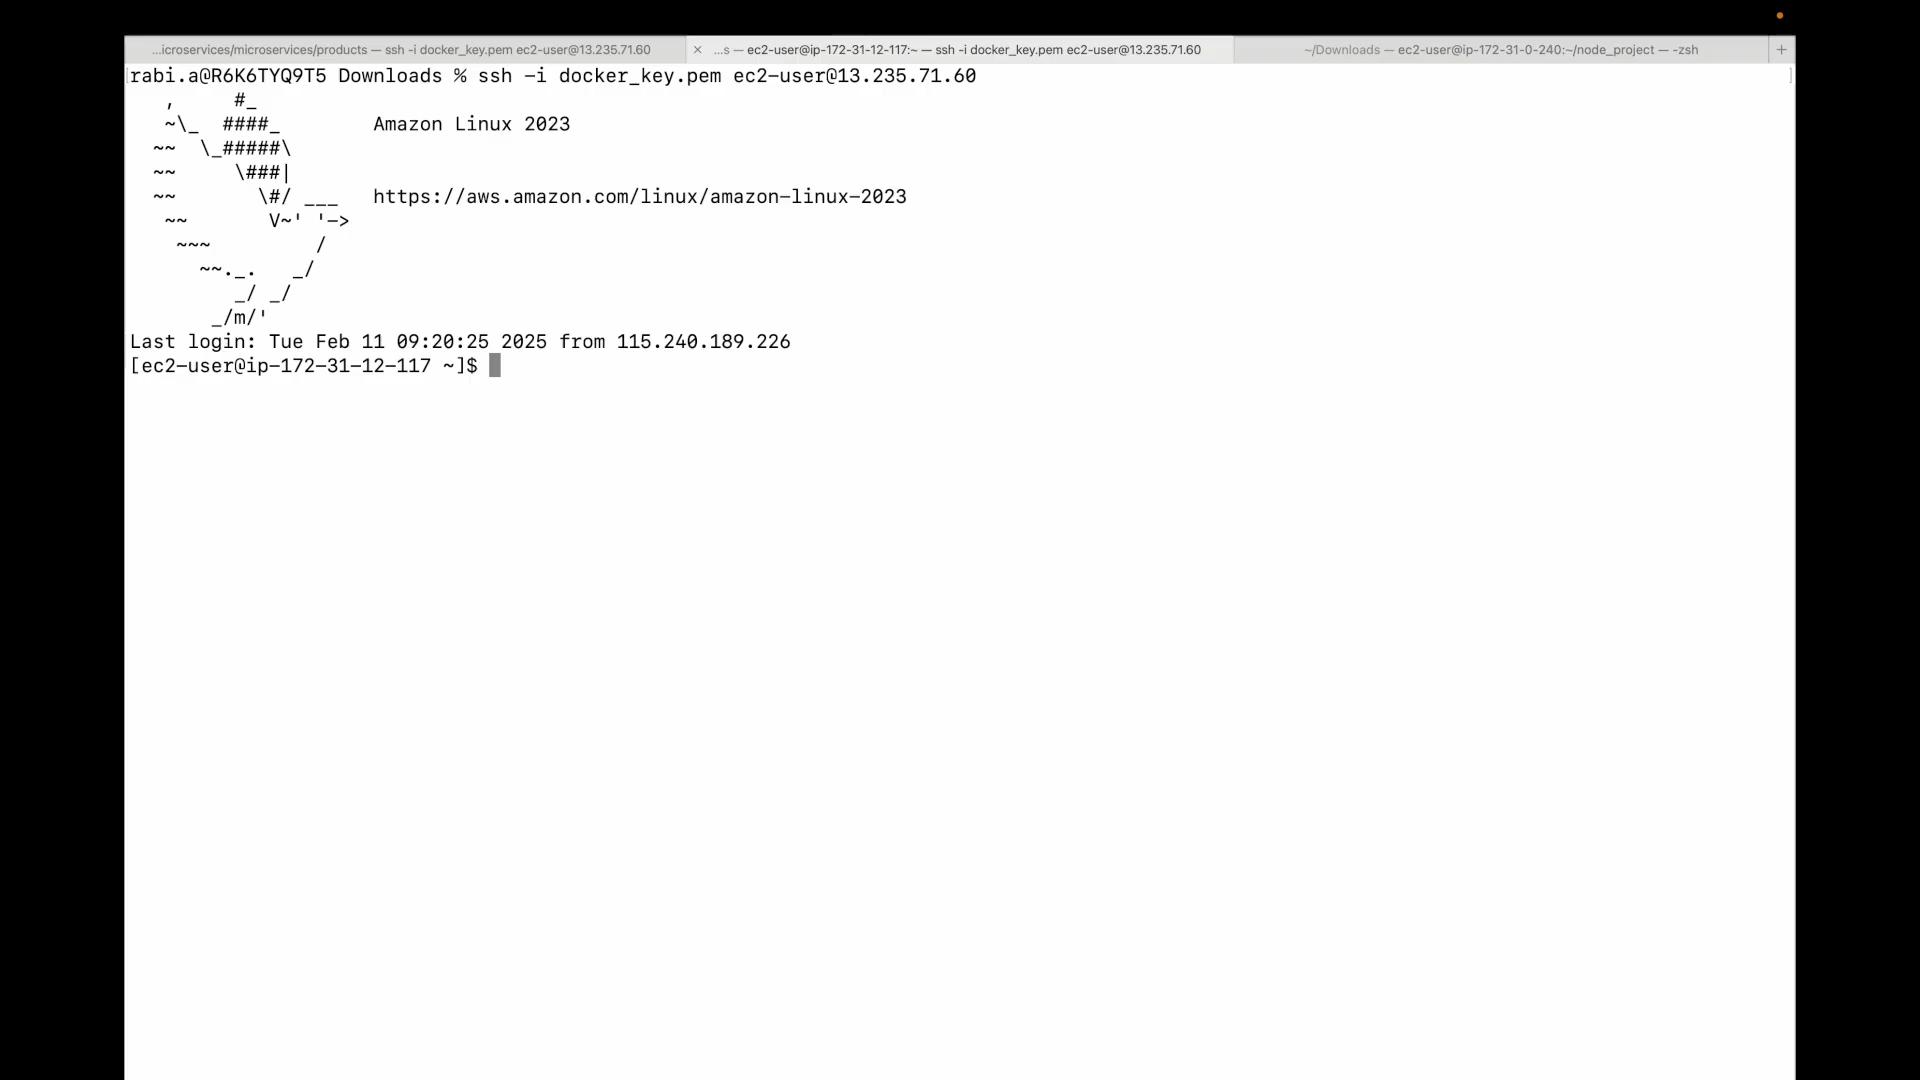 ...icroservices/microservices/products — ssh -i docker_key.pem ec2-user@13.235.71.60
× ...s — ec2-user@ip-172-31-12-117:~ — ssh -i docker_key.pem ec2-user@13.235.71.60
~/Downloads — ec2-user@ip-172-31-0-240:~/node_project — -zsh
+
rabi.a@R6K6TYQ9T5 Downloads % ssh -i docker_key.pem ec2-user@13.235.71.60
   ,     #_
   ~\_  ####_        Amazon Linux 2023
  ~~  \_#####\
  ~~     \###|
  ~~       \#/ ___   https://aws.amazon.com/linux/amazon-linux-2023
   ~~       V~' '->
    ~~~         /
      ~~._.   _/
         _/ _/
       _/m/'
Last login: Tue Feb 11 09:20:25 2025 from 115.240.189.226
[ec2-user@ip-172-31-12-117 ~]$